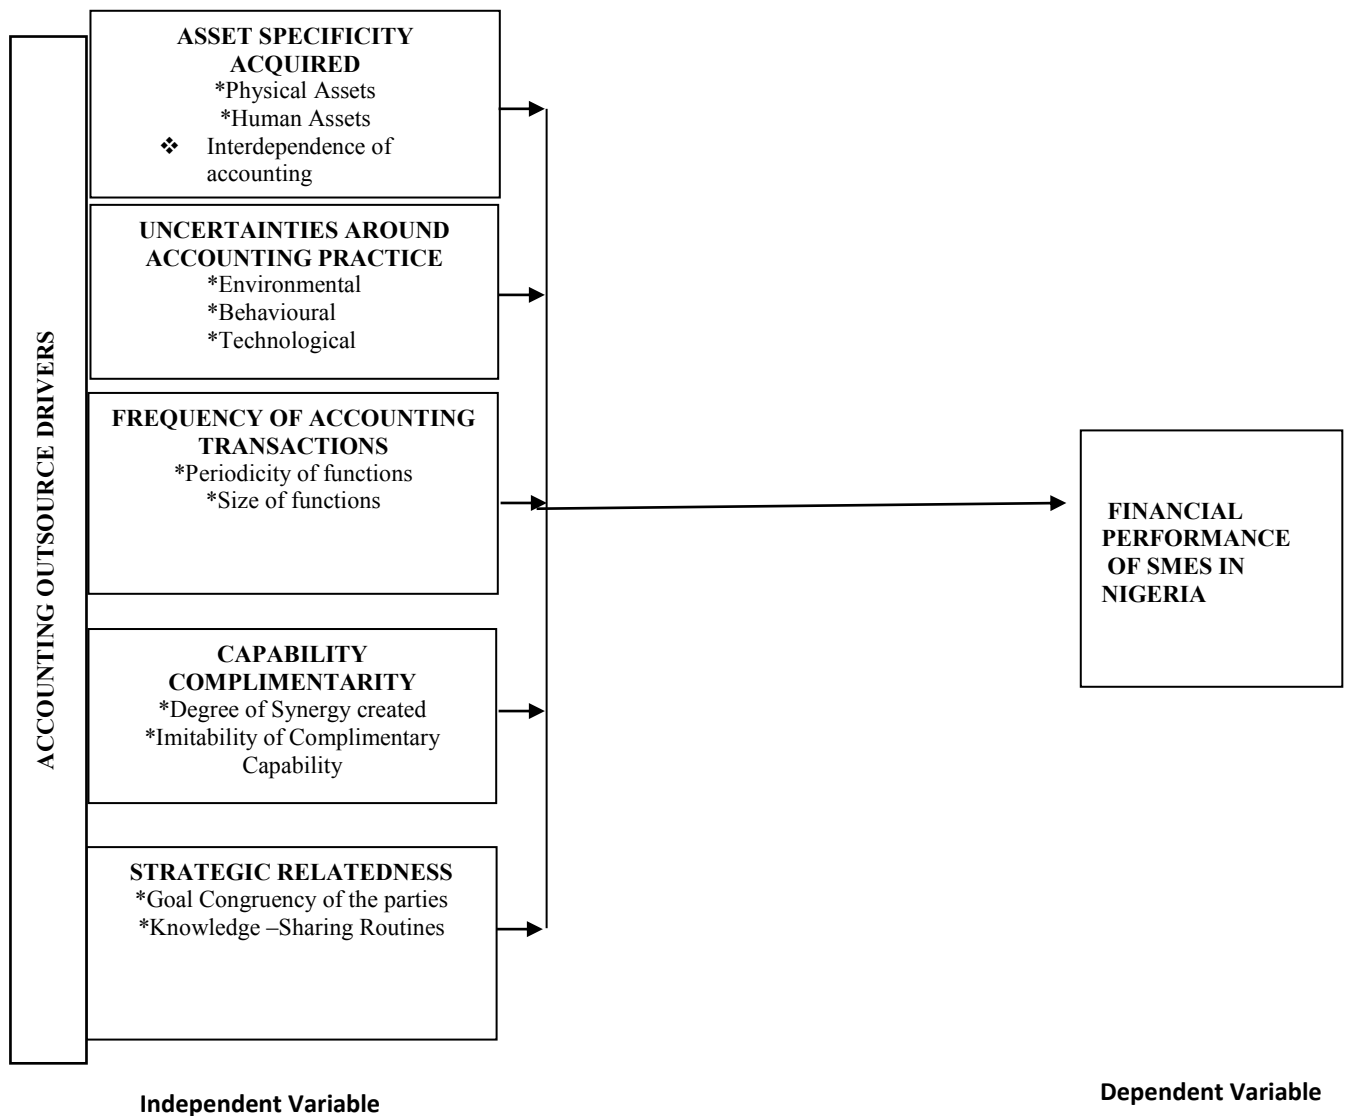 ACCOUNTING OUTSOURCE DRIVERS
ASSET SPECIFICITY
ACQUIRED
*Physical Assets
*Human Assets
❖ Interdependence of
accounting
UNCERTAINTIES AROUND
ACCOUNTING PRACTICE
*Environmental
*Behavioural
*Technological
FREQUENCY OF ACCOUNTING
TRANSACTIONS
*Periodicity of functions
*Size of functions
CAPABILITY
COMPLIMENTARITY
*Degree of Synergy created
*Imitability of Complimentary
Capability
STRATEGIC RELATEDNESS
*Goal Congruency of the parties
*Knowledge –Sharing Routines
FINANCIAL
PERFORMANCE
OF SMES IN
NIGERIA
Independent Variable
Dependent Variable